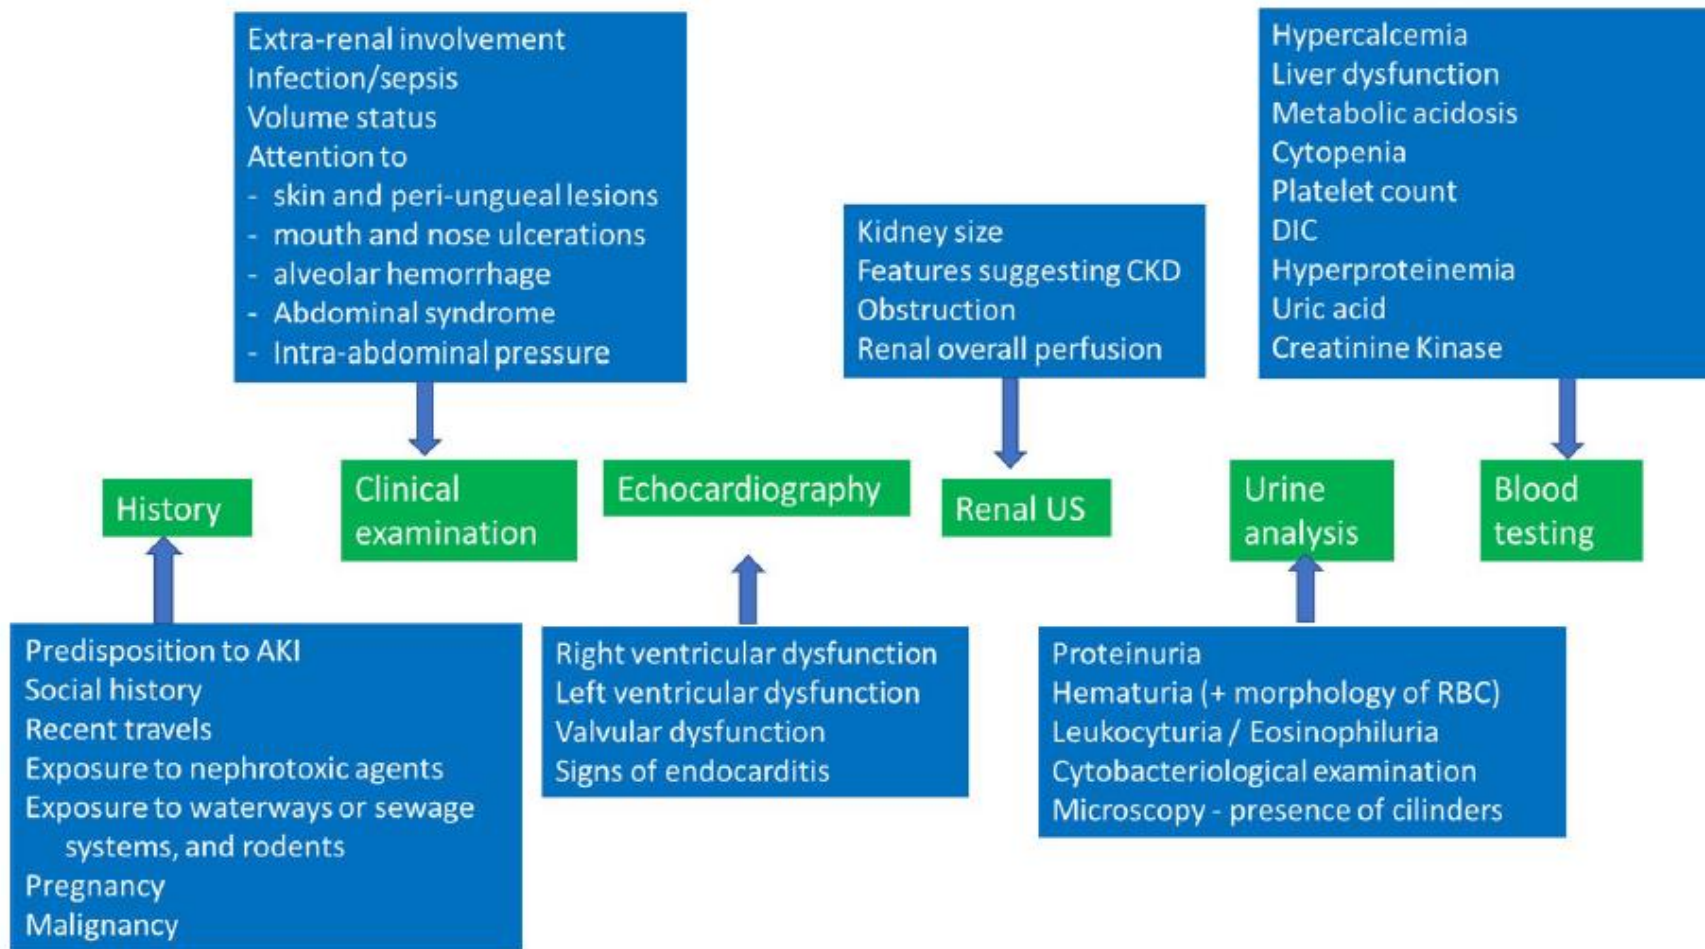 Extra-renal involvement
Infection/sepsis
Volume status
Attention to
- skin and peri-ungueal lesions
- mouth and nose ulcerations
- alveolar hemorrhage
- Abdominal syndrome
- Intra-abdominal pressure
Kidney size
Features suggesting CKD
Obstruction
Renal overall perfusion
Hypercalcemia
Liver dysfunction
Metabolic acidosis
Cytopenia
Platelet count
DIC
Hyperproteinemia
Uric acid
Creatinine Kinase
History
Clinical
examination
Echocardiography
Renal US
Urine
analysis
Blood
testing
Predisposition to AKI
Social history
Recent travels
Exposure to nephrotoxic agents
Exposure to waterways or sewage
systems, and rodents
Pregnancy
Malignancy
Right ventricular dysfunction
Left ventricular dysfunction
Valvular dysfunction
Signs of endocarditis
Proteinuria
Hematuria (+ morphology of RBC)
Leukocyturia / Eosinophiluria
Cytobacteriological examination
Microscopy - presence of cilinders